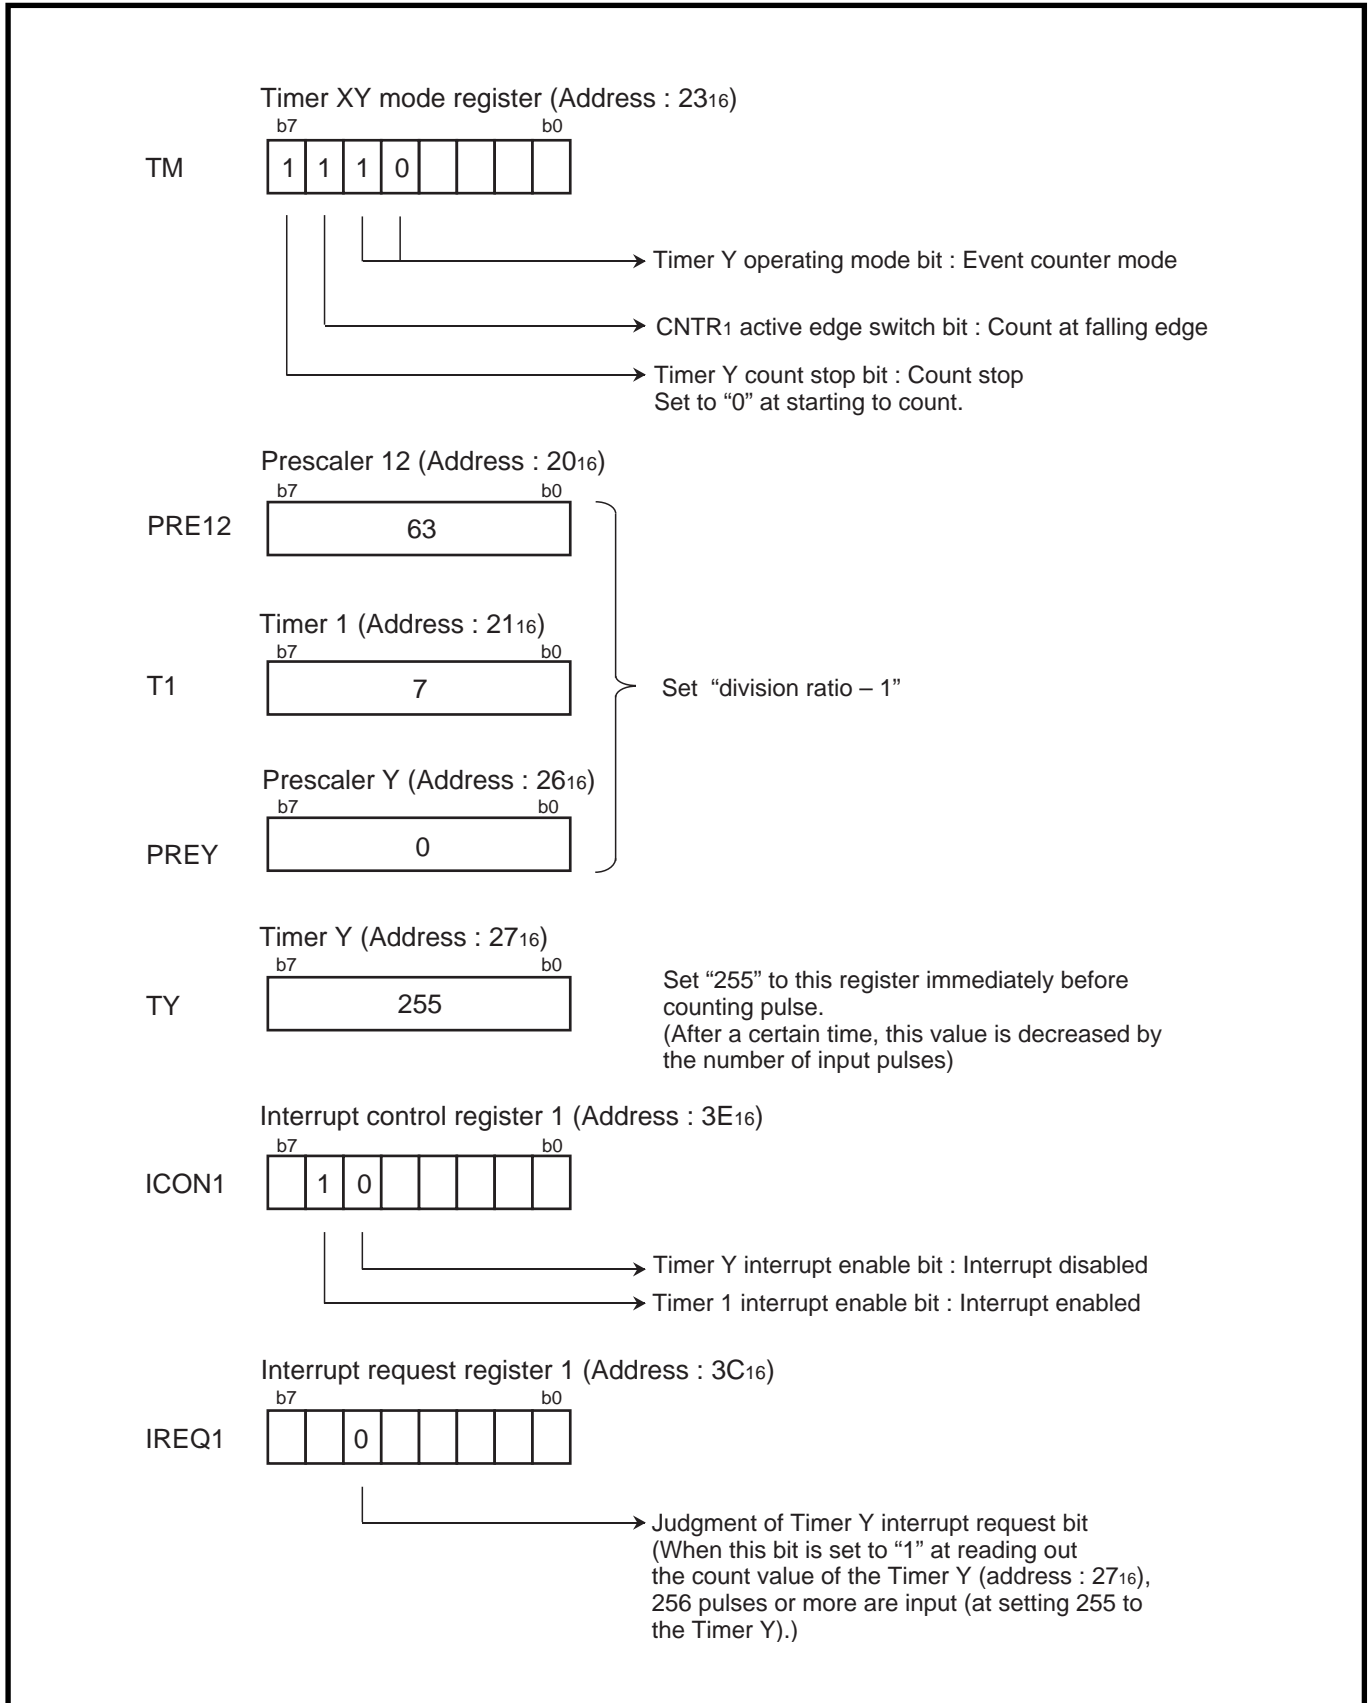 Timer XY mode register (Address : 2316)
b7 b0
TM 1 1 1 0
Timer Y operating mode bit : Event counter mode
CNTR1 active edge switch bit : Count at falling edge
Timer Y count stop bit : Count stop
Set to “0” at starting to count.
Prescaler 12 (Address : 2016)
b7 b0
PRE12 63
Timer 1 (Address : 2116)
b7 b0
T1 7
Set “division ratio – 1”
Prescaler Y (Address : 2616)
b7 b0
PREY 0
Timer Y (Address : 2716)
b7 b0
TY 255
Set “255” to this register immediately before
counting pulse.
(After a certain time, this value is decreased by
the number of input pulses)
Interrupt control register 1 (Address : 3E16)
b7 b0
ICON1 1 0
Timer Y interrupt enable bit : Interrupt disabled
Timer 1 interrupt enable bit : Interrupt enabled
Interrupt request register 1 (Address : 3C16)
b7 b0
IREQ1 0
Judgment of Timer Y interrupt request bit
(When this bit is set to “1” at reading out
the count value of the Timer Y (address : 2716),
256 pulses or more are input (at setting 255 to
the Timer Y).)